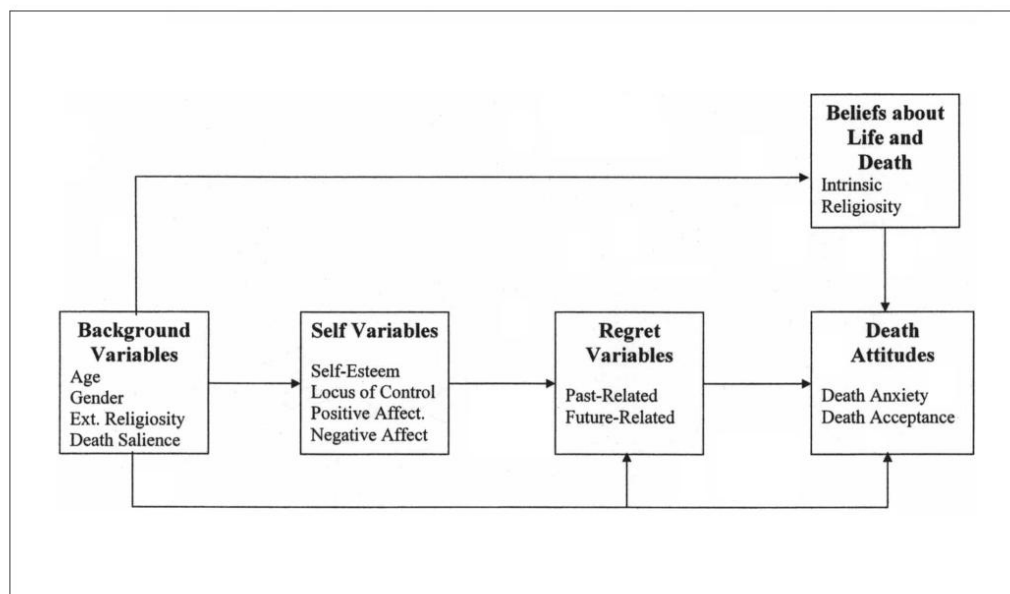 Beliefs about
Life and
Death
Intrinsic
Religiosity
Background
Variables
Age
Gender
Ext. Religiosity
Death Salience
Self Variables
Self-Esteem
Locus of Control
Positive Affect.
Negative Affect
Regret
Variables
Past-Related
Future-Related
Death
Attitudes
Death Anxiety
Death Acceptance